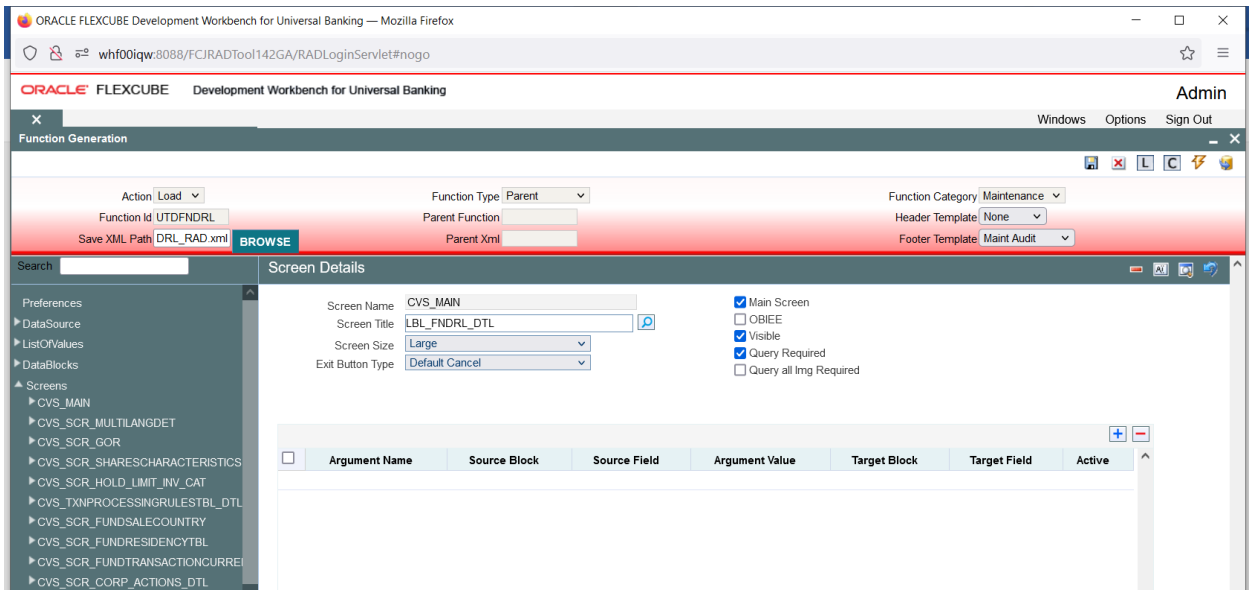 ORACLE FLEXCUBE Development Workbench for Universal Banking — Mozilla Firefox
whf00iqw:8088/FCJRADTool142GA/RADLoginServlet#nogo
ORACLE FLEXCUBE Development Workbench for Universal Banking Admin
Windows Options Sign Out
Function Generation
L C
Action Load Function Type Parent Function Category Maintenance
Function Id UTDFNDRL Parent Function Header Template None
Save XML Path DRL_RAD.xml BROWSE Parent Xml Footer Template Maint Audit
Search Screen Details
Preferences
DataSource
ListOfValues
DataBlocks
Screens
CVS_MAIN
CVS_SCR_MULTILANGDET
CVS_SCR_GOR
CVS_SCR_SHARESCHARACTERISTICS
CVS_SCR_HOLD_LIMIT_INV_CAT
CVS_TXNPROCESSINGRULESTBL_DTL
CVS_SCR_FUNDSALECOUNTRY
CVS_SCR_FUNDRESIDENCYTBL
CVS_SCR_FUNDTRANSACTIONCURRE
CVS_SCR_CORP_ACTIONS_DTL
Screen Name CVS_MAIN Main Screen
Screen Title LBL_FNDRL_DTL OBIEE
Screen Size Large Visible
Exit Button Type Default Cancel Query Required
Query all Img Required
Argument Name Source Block Source Field Argument Value Target Block Target Field Active